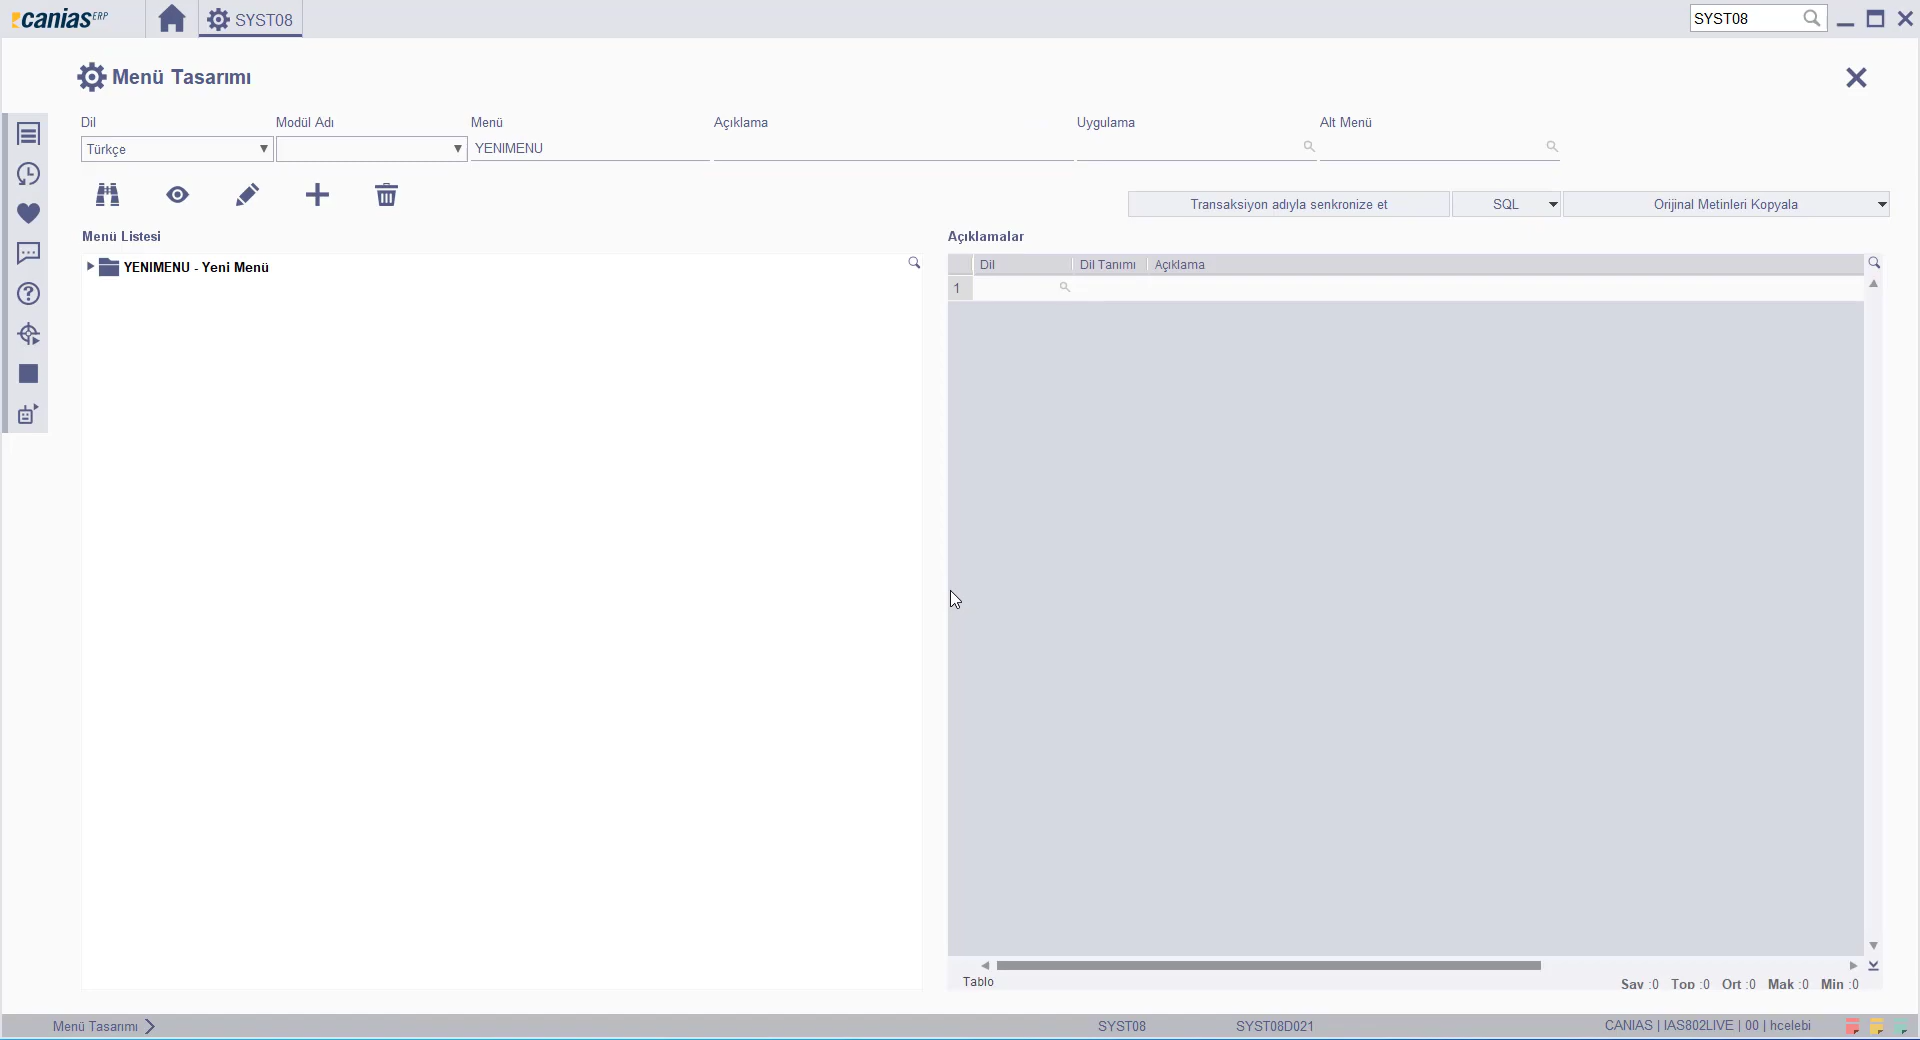 canias ERP
SYST08
SYST08
Menü Tasarımı
Dil
Modül Adı
Menü
Açıklama
Uygulama
Alt Menü
Türkçe
YENIMENU
Transaksiyon adıyla senkronize et
SQL
Orijinal Metinleri Kopyala
Menü Listesi
Açıklamalar
YENIMENU - Yeni Menü
Dil
Dil Tanımı
Açıklama
1
Tablo
Say :0 Top :0 Ort :0 Mak :0 Min :0
Menü Tasarımı
SYST08
SYST08D021
CANIAS | IAS802LIVE | 00 | hcelebi